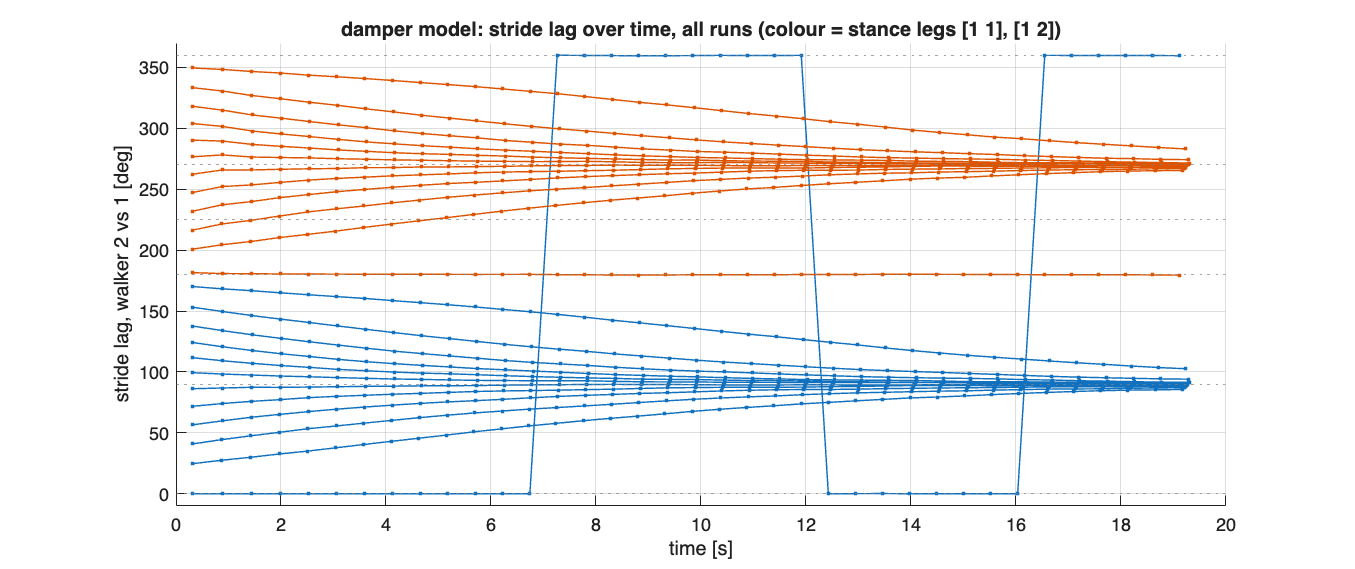 damper model: stride lag over time, all runs (colour = stance legs [1 1], [1 2])
stride lag, walker 2 vs 1 [deg]
350
300
250
200
150
100
50
0
0 2 4 6 8 10 12 14 16 18 20
time [s]